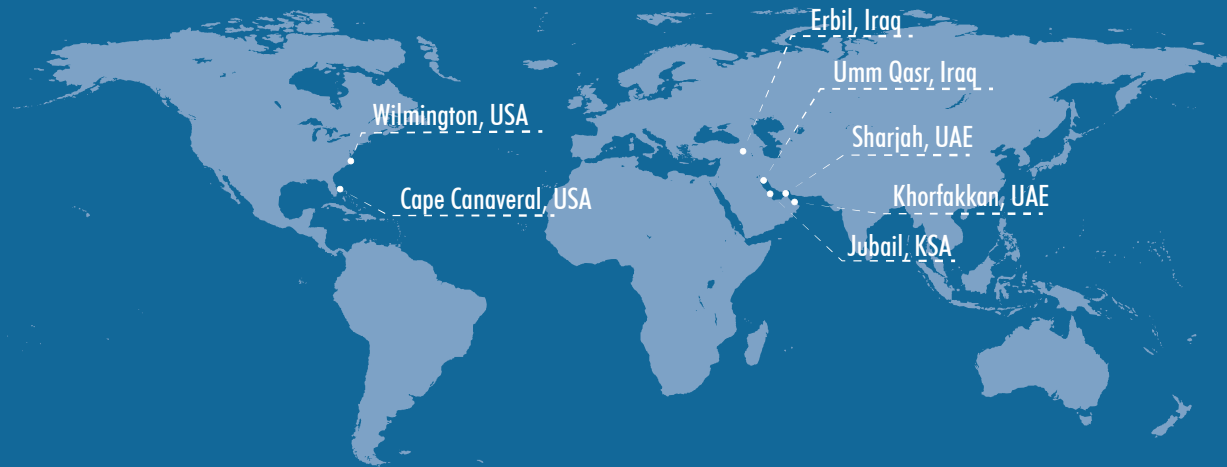 Erbil, Iraq
Umm Qasr, Iraq
Wilmington, USA
Sharjah, UAE
Cape Canaveral, USA
Khorfakkan, UAE
Jubail, KSA